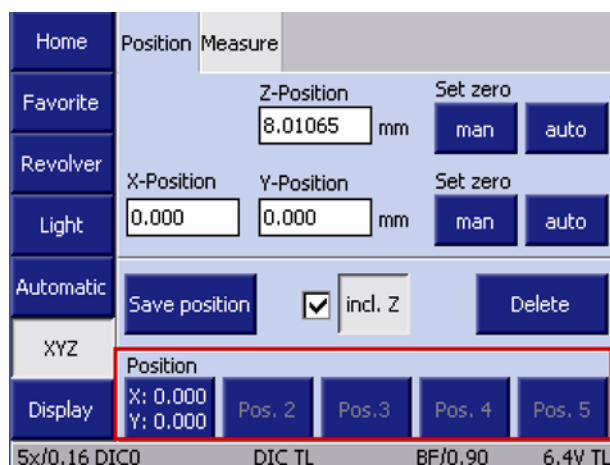 Home
Position Measure
Favorite
Z-Position Set zero
8.01065 mm man auto
Revolver
X-Position Y-Position Set zero
Light
0.000 0.000 mm man auto
Automatic
Save position incl. Z Delete
XYZ
Position
Display
X: 0.000
Y: 0.000
Pos. 2 Pos.3 Pos. 4 Pos. 5
5x/0.16 DIC0 DIC TL BF/0.90 6.4V TL